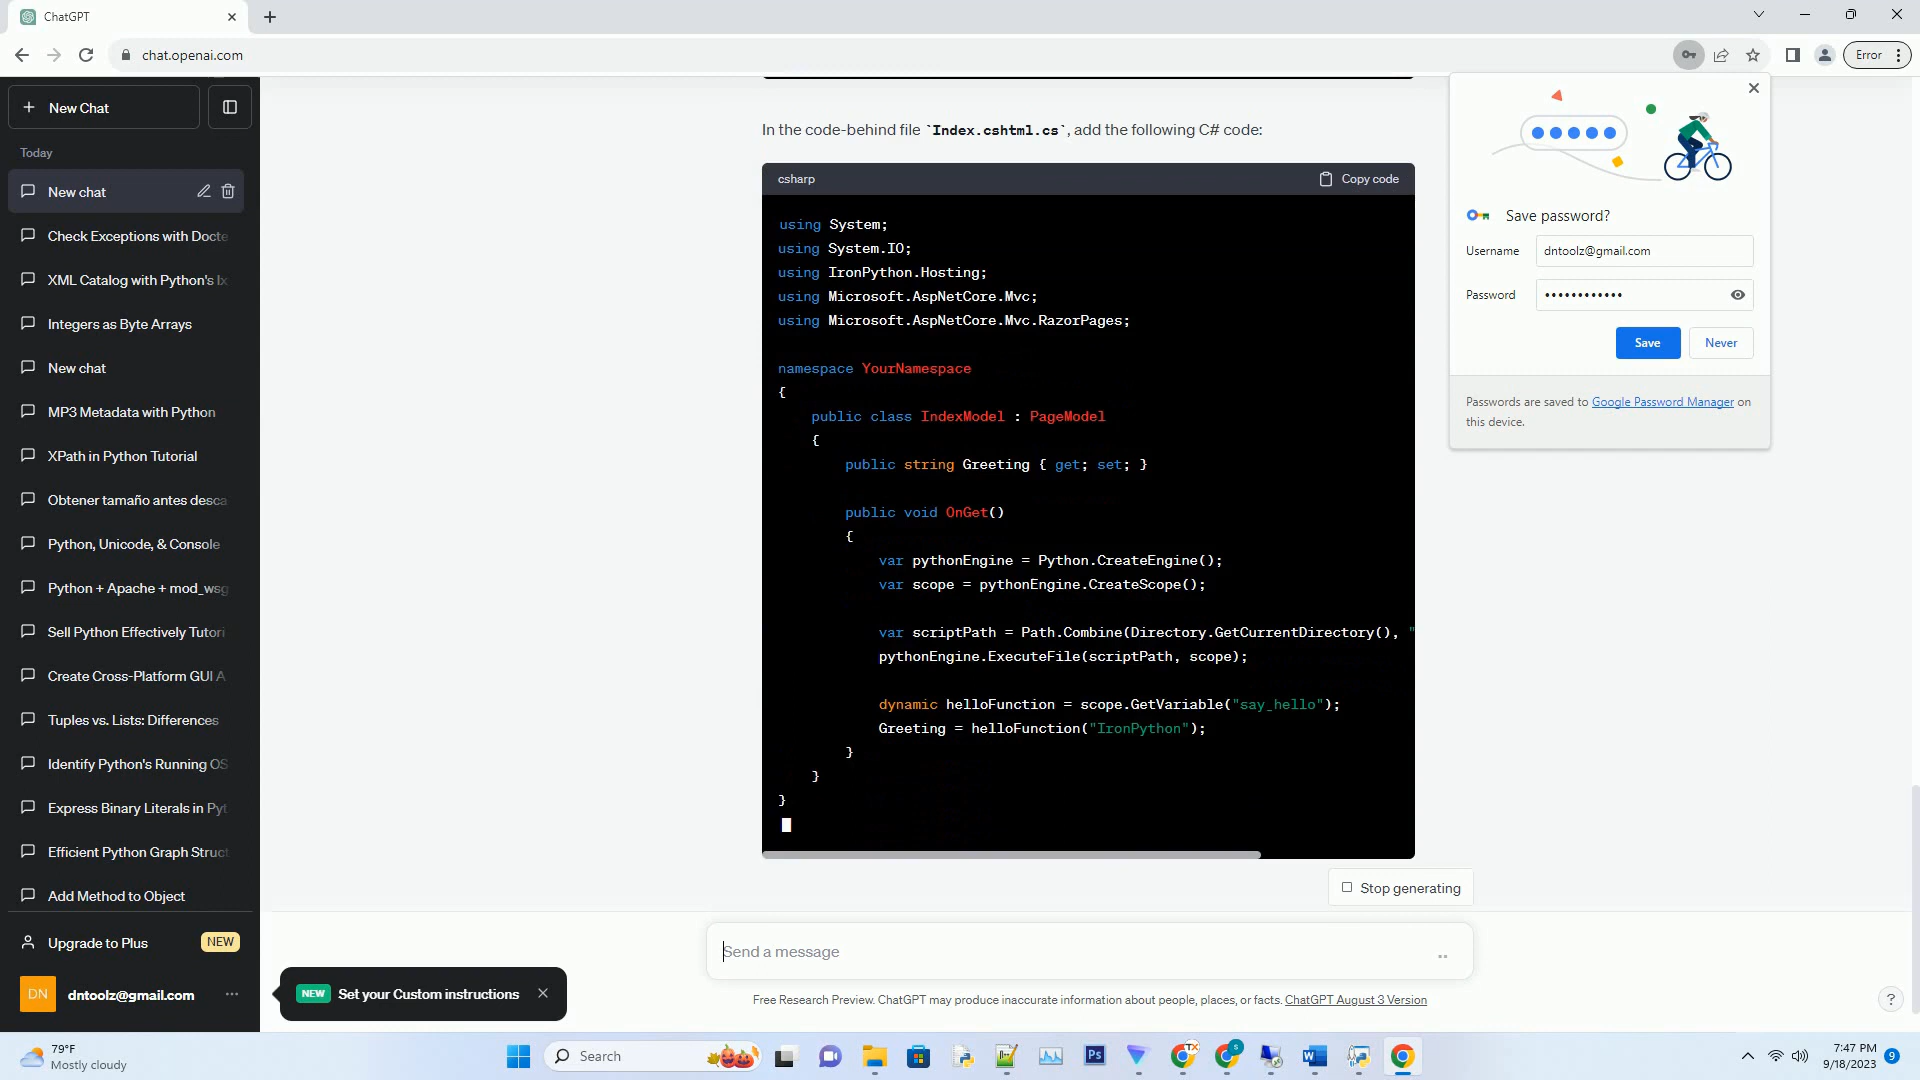 ChatGPT
chat.openai.com
Error
New Chat
Today
New chat
Check Exceptions with Docte
XML Catalog with Python's lx
Integers as Byte Arrays
New chat
MP3 Metadata with Python
XPath in Python Tutorial
Obtener tamaño antes desca
Python, Unicode, & Console
Python + Apache + mod_wsg
Sell Python Effectively Tutori
Create Cross-Platform GUI A
Tuples vs. Lists: Differences
Identify Python's Running OS
Express Binary Literals in Pyt
Efficient Python Graph Struct
Add Method to Object
Upgrade to Plus NEW
DN dntoolz@gmail.com
In the code-behind file `Index.cshtml.cs`, add the following C# code:
csharp Copy code
using System;
using System.IO;
using IronPython.Hosting;
using Microsoft.AspNetCore.Mvc;
using Microsoft.AspNetCore.Mvc.RazorPages;
namespace YourNamespace
{
public class IndexModel : PageModel
{
public string Greeting { get; set; }
public void OnGet()
{
var pythonEngine = Python.CreateEngine();
var scope = pythonEngine.CreateScope();
var scriptPath = Path.Combine(Directory.GetCurrentDirectory(), "
pythonEngine.ExecuteFile(scriptPath, scope);
dynamic helloFunction = scope.GetVariable("say_hello");
Greeting = helloFunction("IronPython");
}
}
}
Stop generating
Send a message
NEW Set your Custom instructions
Free Research Preview. ChatGPT may produce inaccurate information about people, places, or facts. ChatGPT August 3 Version
?
Save password?
Username dntoolz@gmail.com
Password ••••••••••••
Save Never
Passwords are saved to Google Password Manager on
this device.
79°F
Mostly cloudy
Search
Ps
7:47 PM
9/18/2023
9